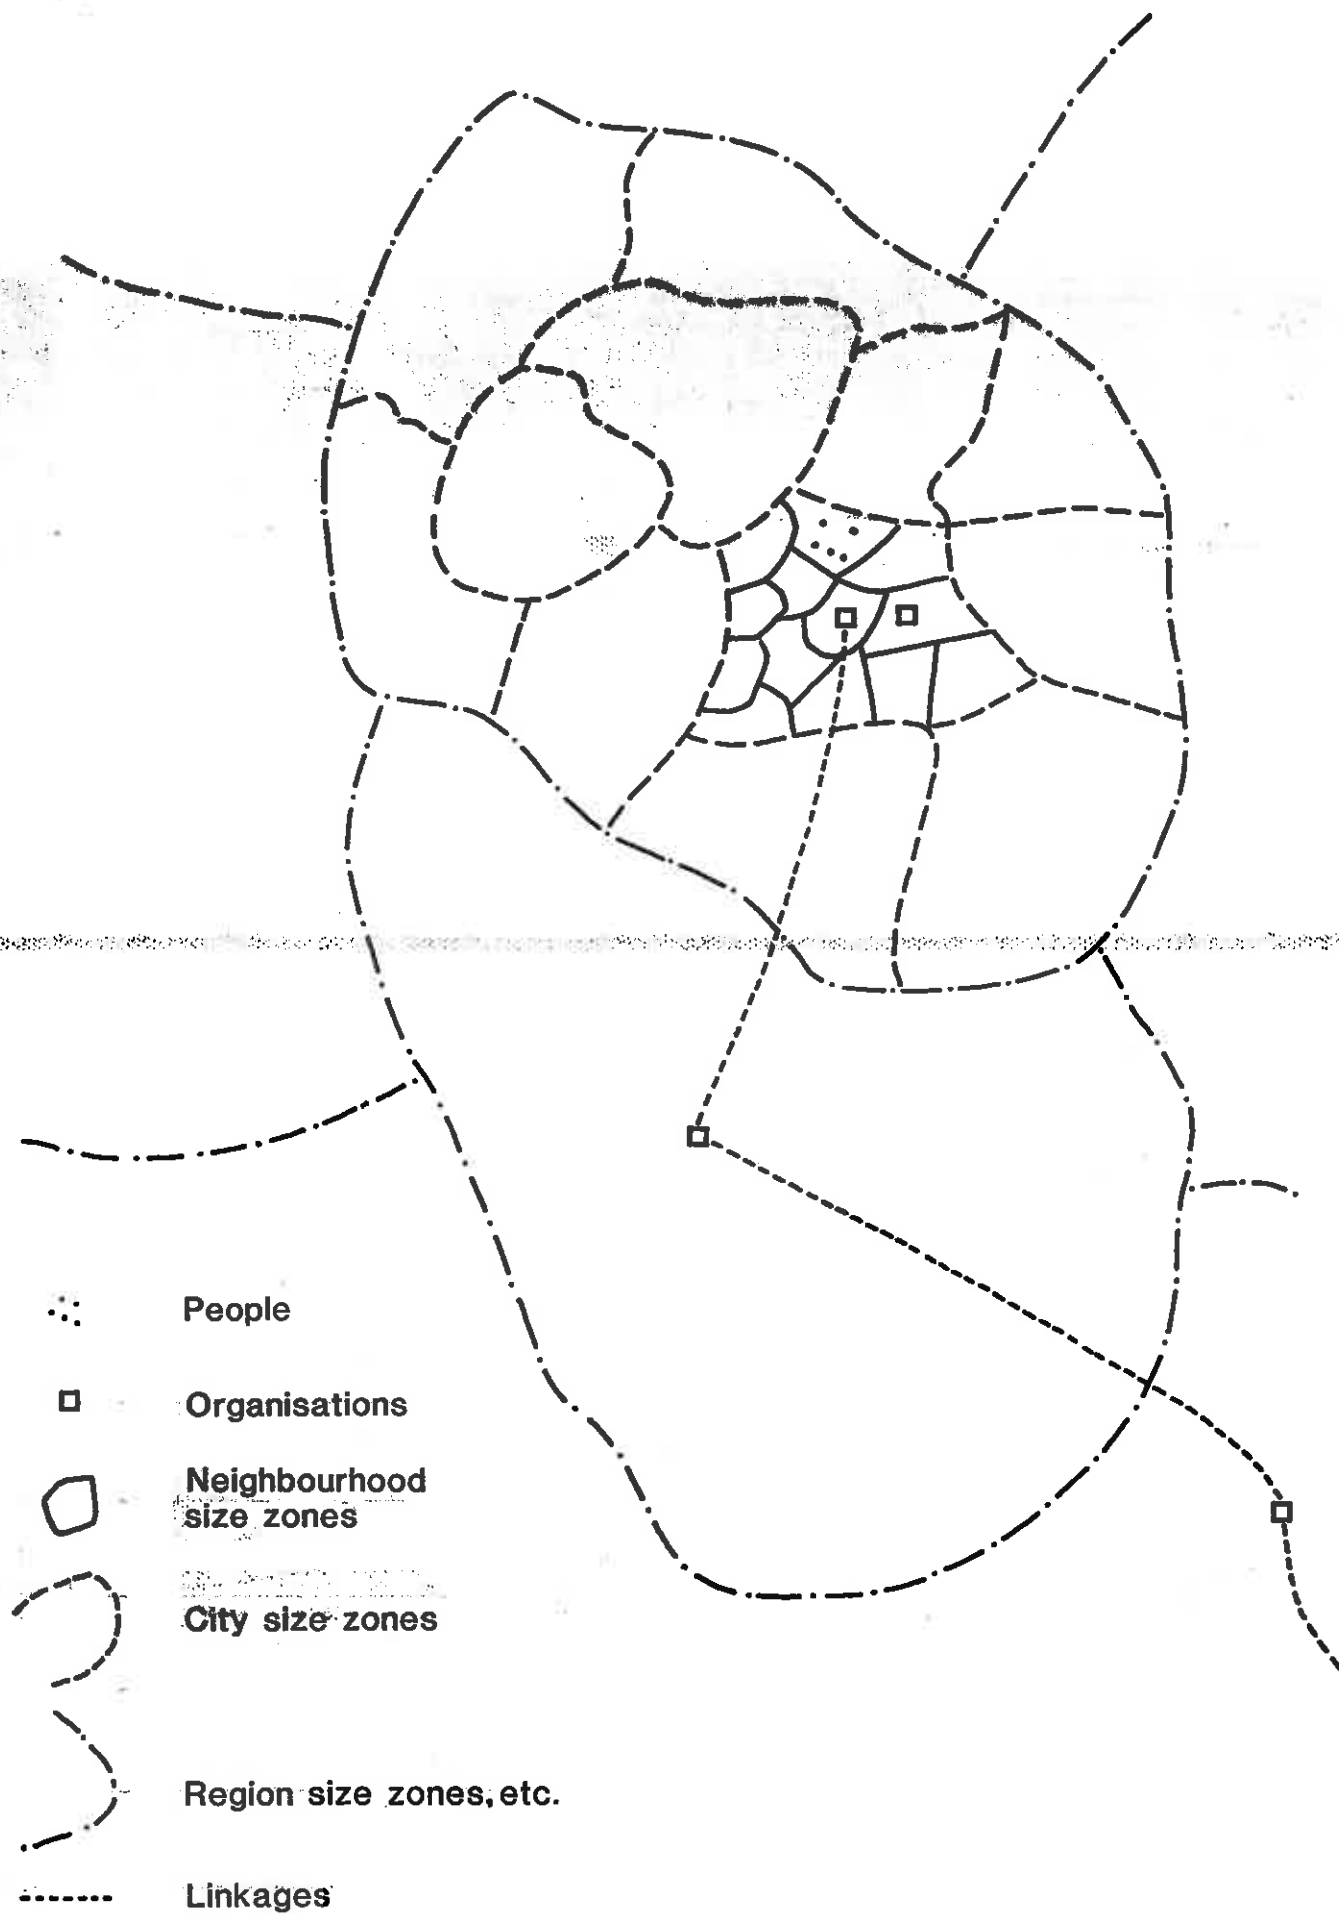 People
Organisations
Neighbourhood
size zones
City size zones
Region size zones, etc.
Linkages